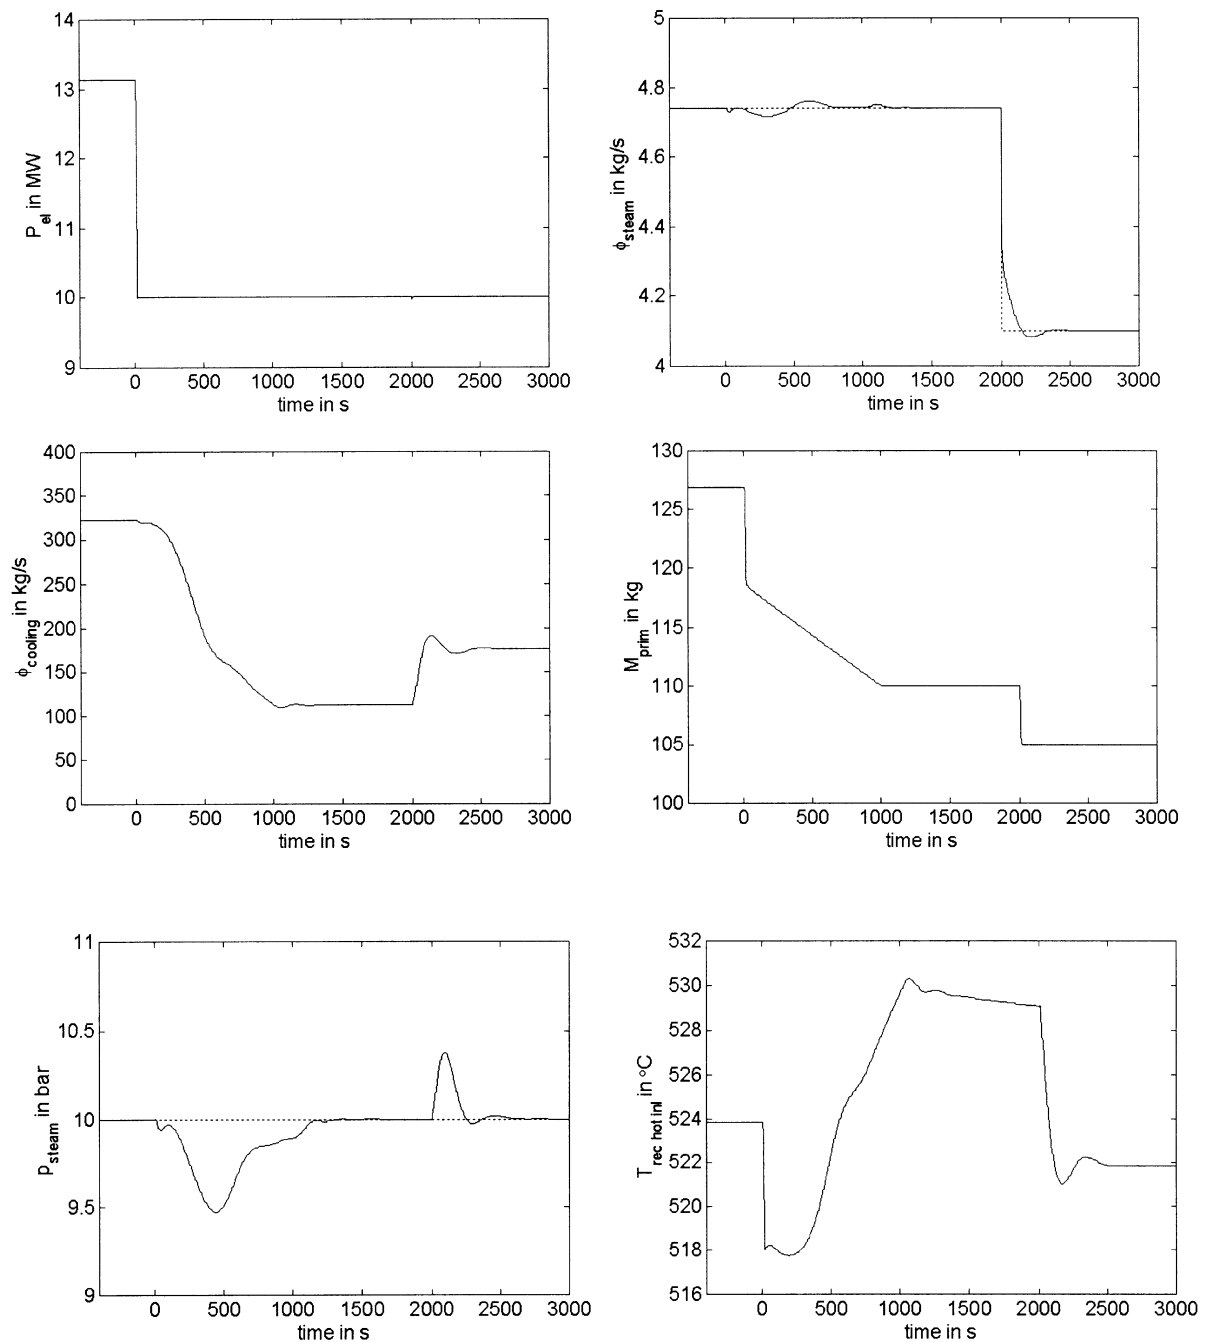 14
13
12
11
10
9
P_el in MW
0 500 1000 1500 2000 2500 3000
time in s
5
4.8
4.6
4.4
4.2
4
ϕ_steam in kg/s
0 500 1000 1500 2000 2500 3000
time in s
400
350
300
250
200
150
100
50
0
ϕ_cooling in kg/s
0 500 1000 1500 2000 2500 3000
time in s
130
125
120
115
110
105
100
M_prim in kg
0 500 1000 1500 2000 2500 3000
time in s
11
10.5
10
9.5
9
p_steam in bar
0 500 1000 1500 2000 2500 3000
time in s
532
530
528
526
524
522
520
518
516
T_rec hot inl in °C
0 500 1000 1500 2000 2500 3000
time in s